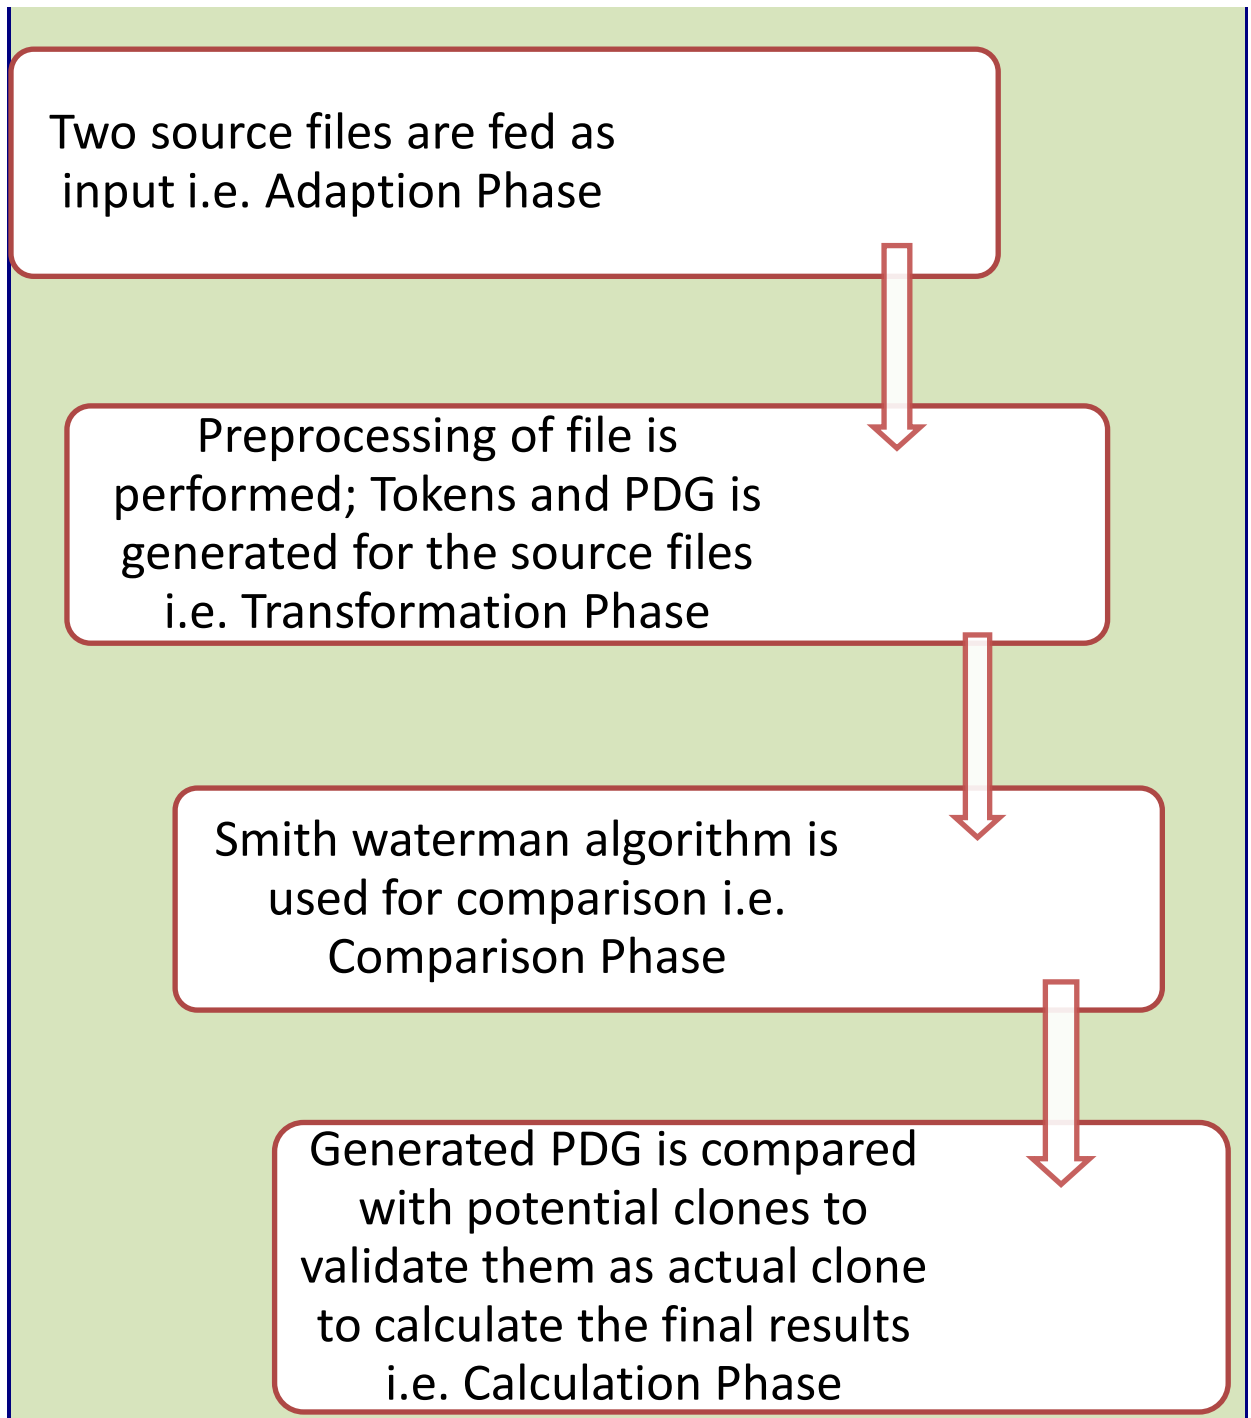 Two source files are fed as
input i.e. Adaption Phase
Preprocessing of file is
performed; Tokens and PDG is
generated for the source files
i.e. Transformation Phase
Smith waterman algorithm is
used for comparison i.e.
Comparison Phase
Generated PDG is compared
with potential clones to
validate them as actual clone
to calculate the final results
i.e. Calculation Phase